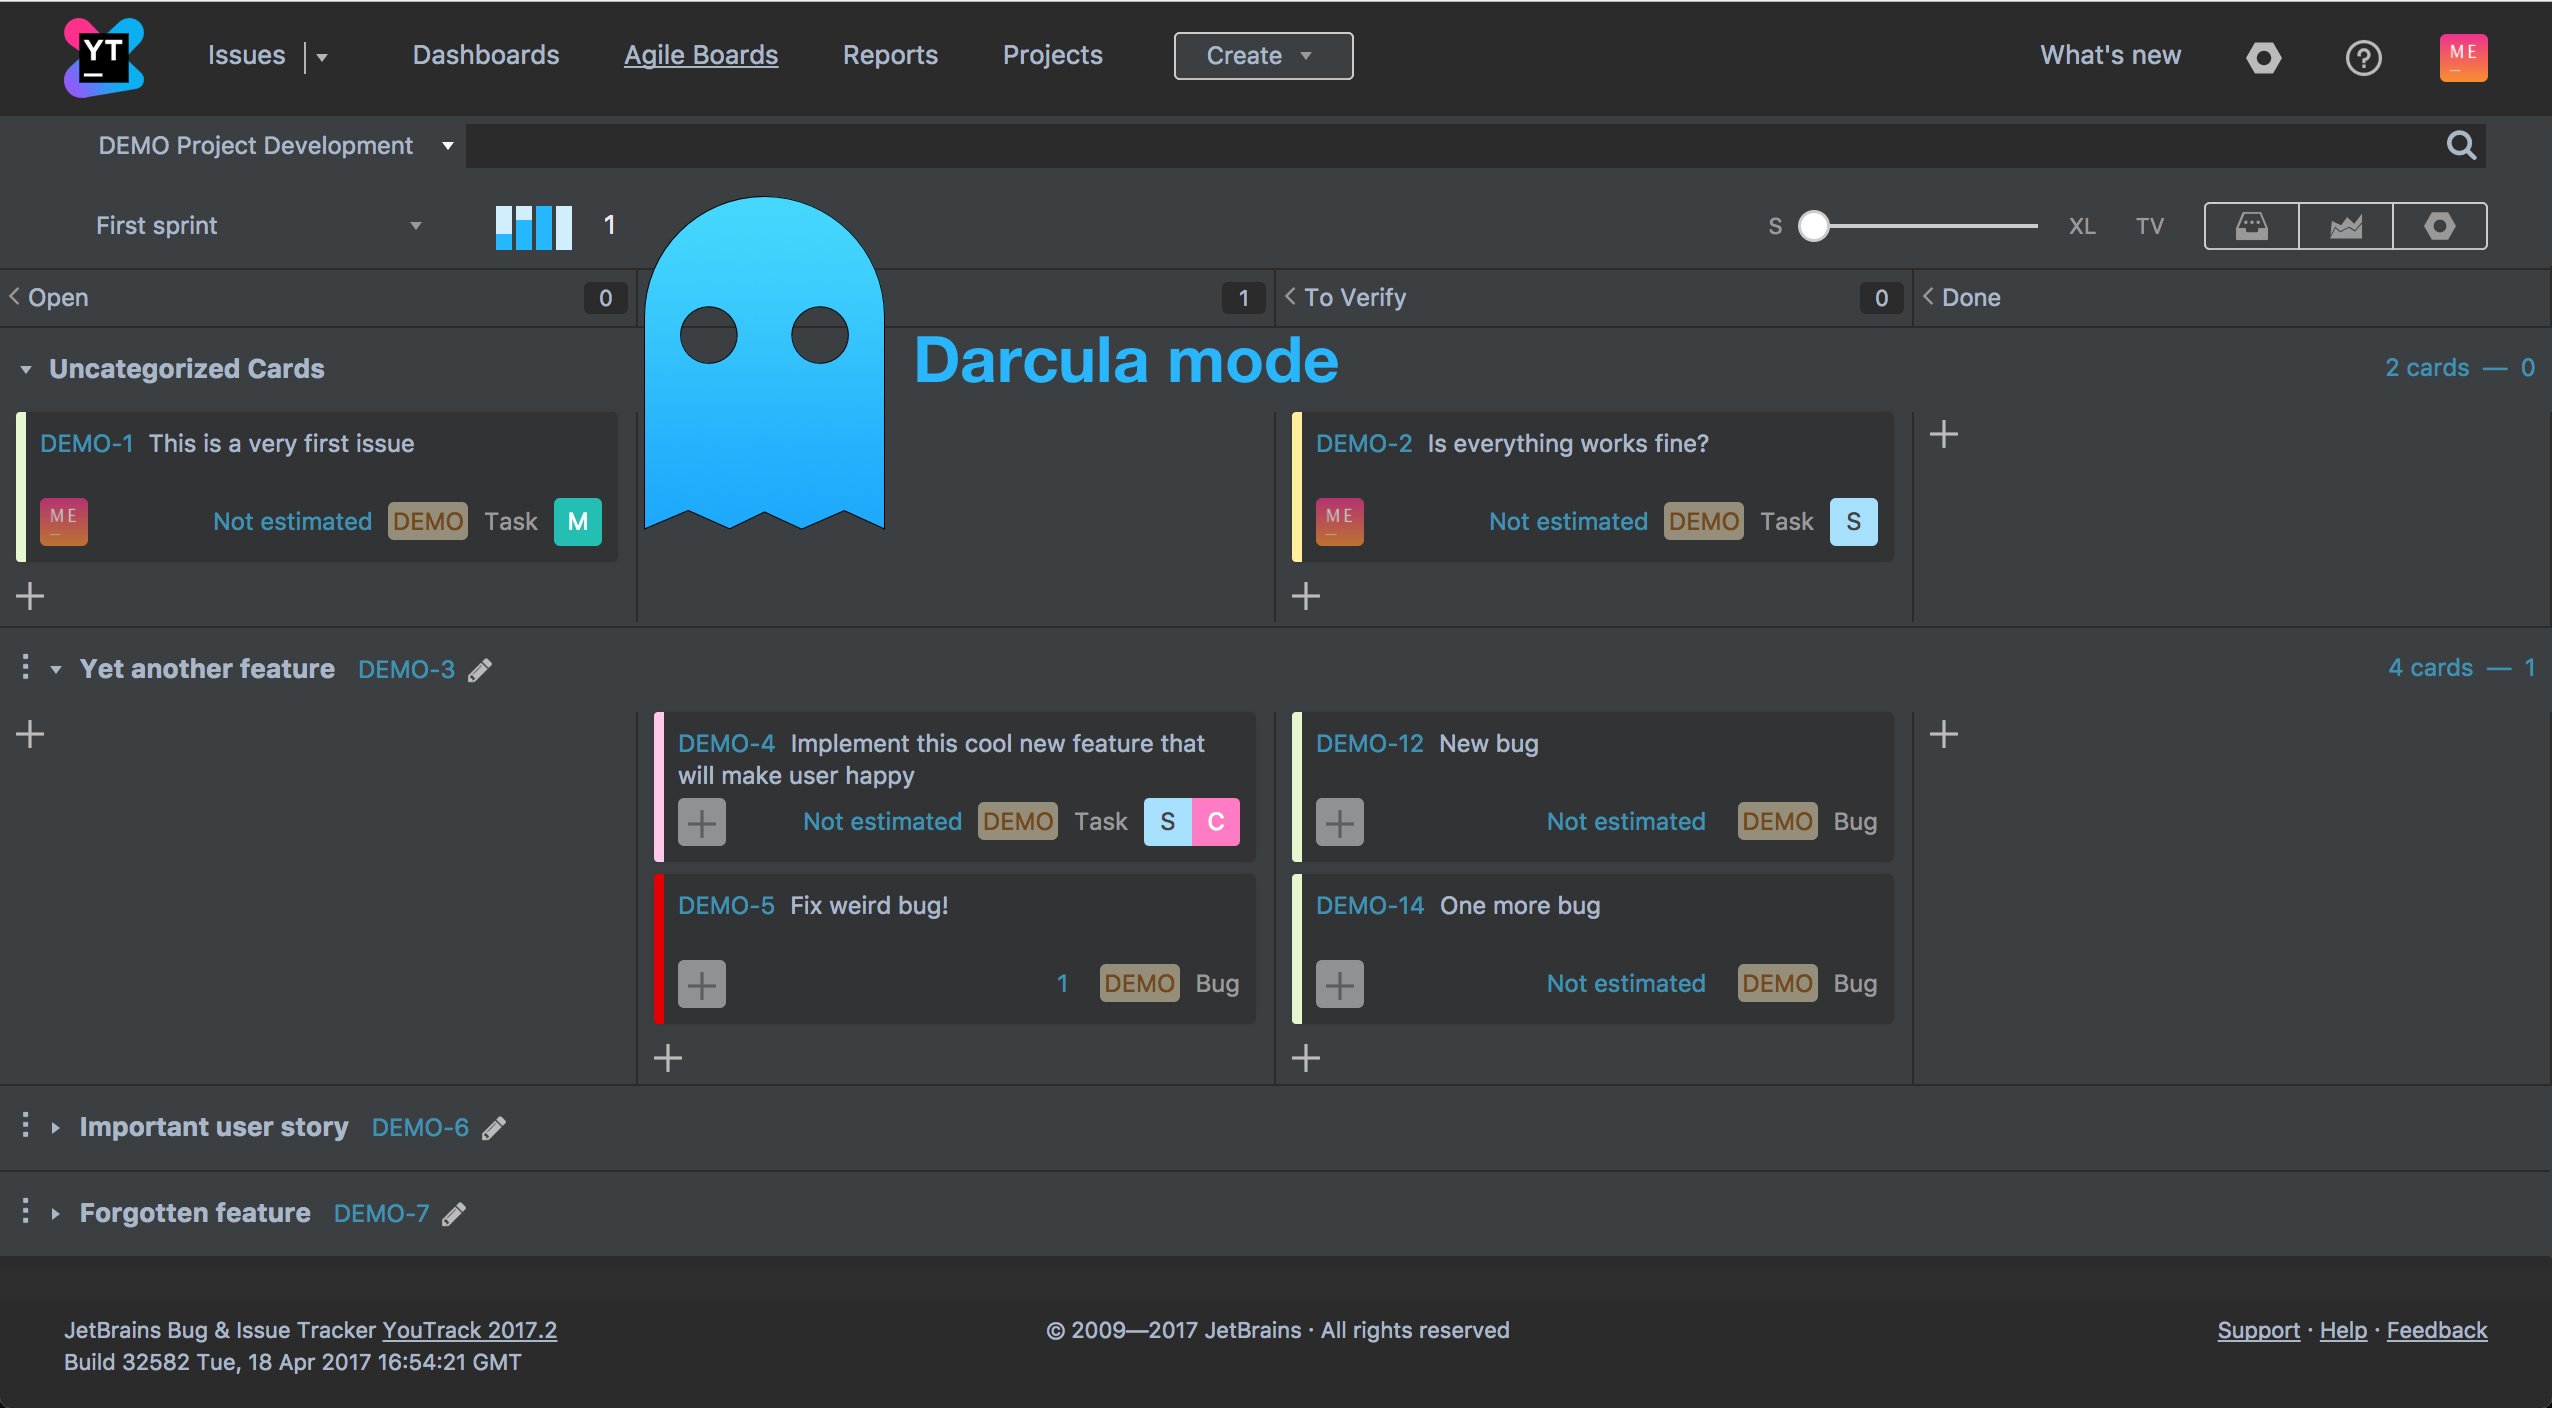 YT
Issues
Dashboards
Agile Boards
Reports
Projects
Create
What's new
ME
DEMO Project Development
First sprint
1
S
XL
TV
Open 0
1
To Verify 0
Done
Darcula mode
Uncategorized Cards
2 cards — 0
DEMO-1 This is a very first issue
ME Not estimated DEMO Task M
DEMO-2 Is everything works fine?
ME Not estimated DEMO Task S
Yet another feature DEMO-3
4 cards — 1
DEMO-4 Implement this cool new feature that
will make user happy
Not estimated DEMO Task S C
DEMO-12 New bug
Not estimated DEMO Bug
DEMO-5 Fix weird bug!
1 DEMO Bug
DEMO-14 One more bug
Not estimated DEMO Bug
Important user story DEMO-6
Forgotten feature DEMO-7
JetBrains Bug & Issue Tracker YouTrack 2017.2
Build 32582 Tue, 18 Apr 2017 16:54:21 GMT
© 2009—2017 JetBrains · All rights reserved
Support · Help · Feedback